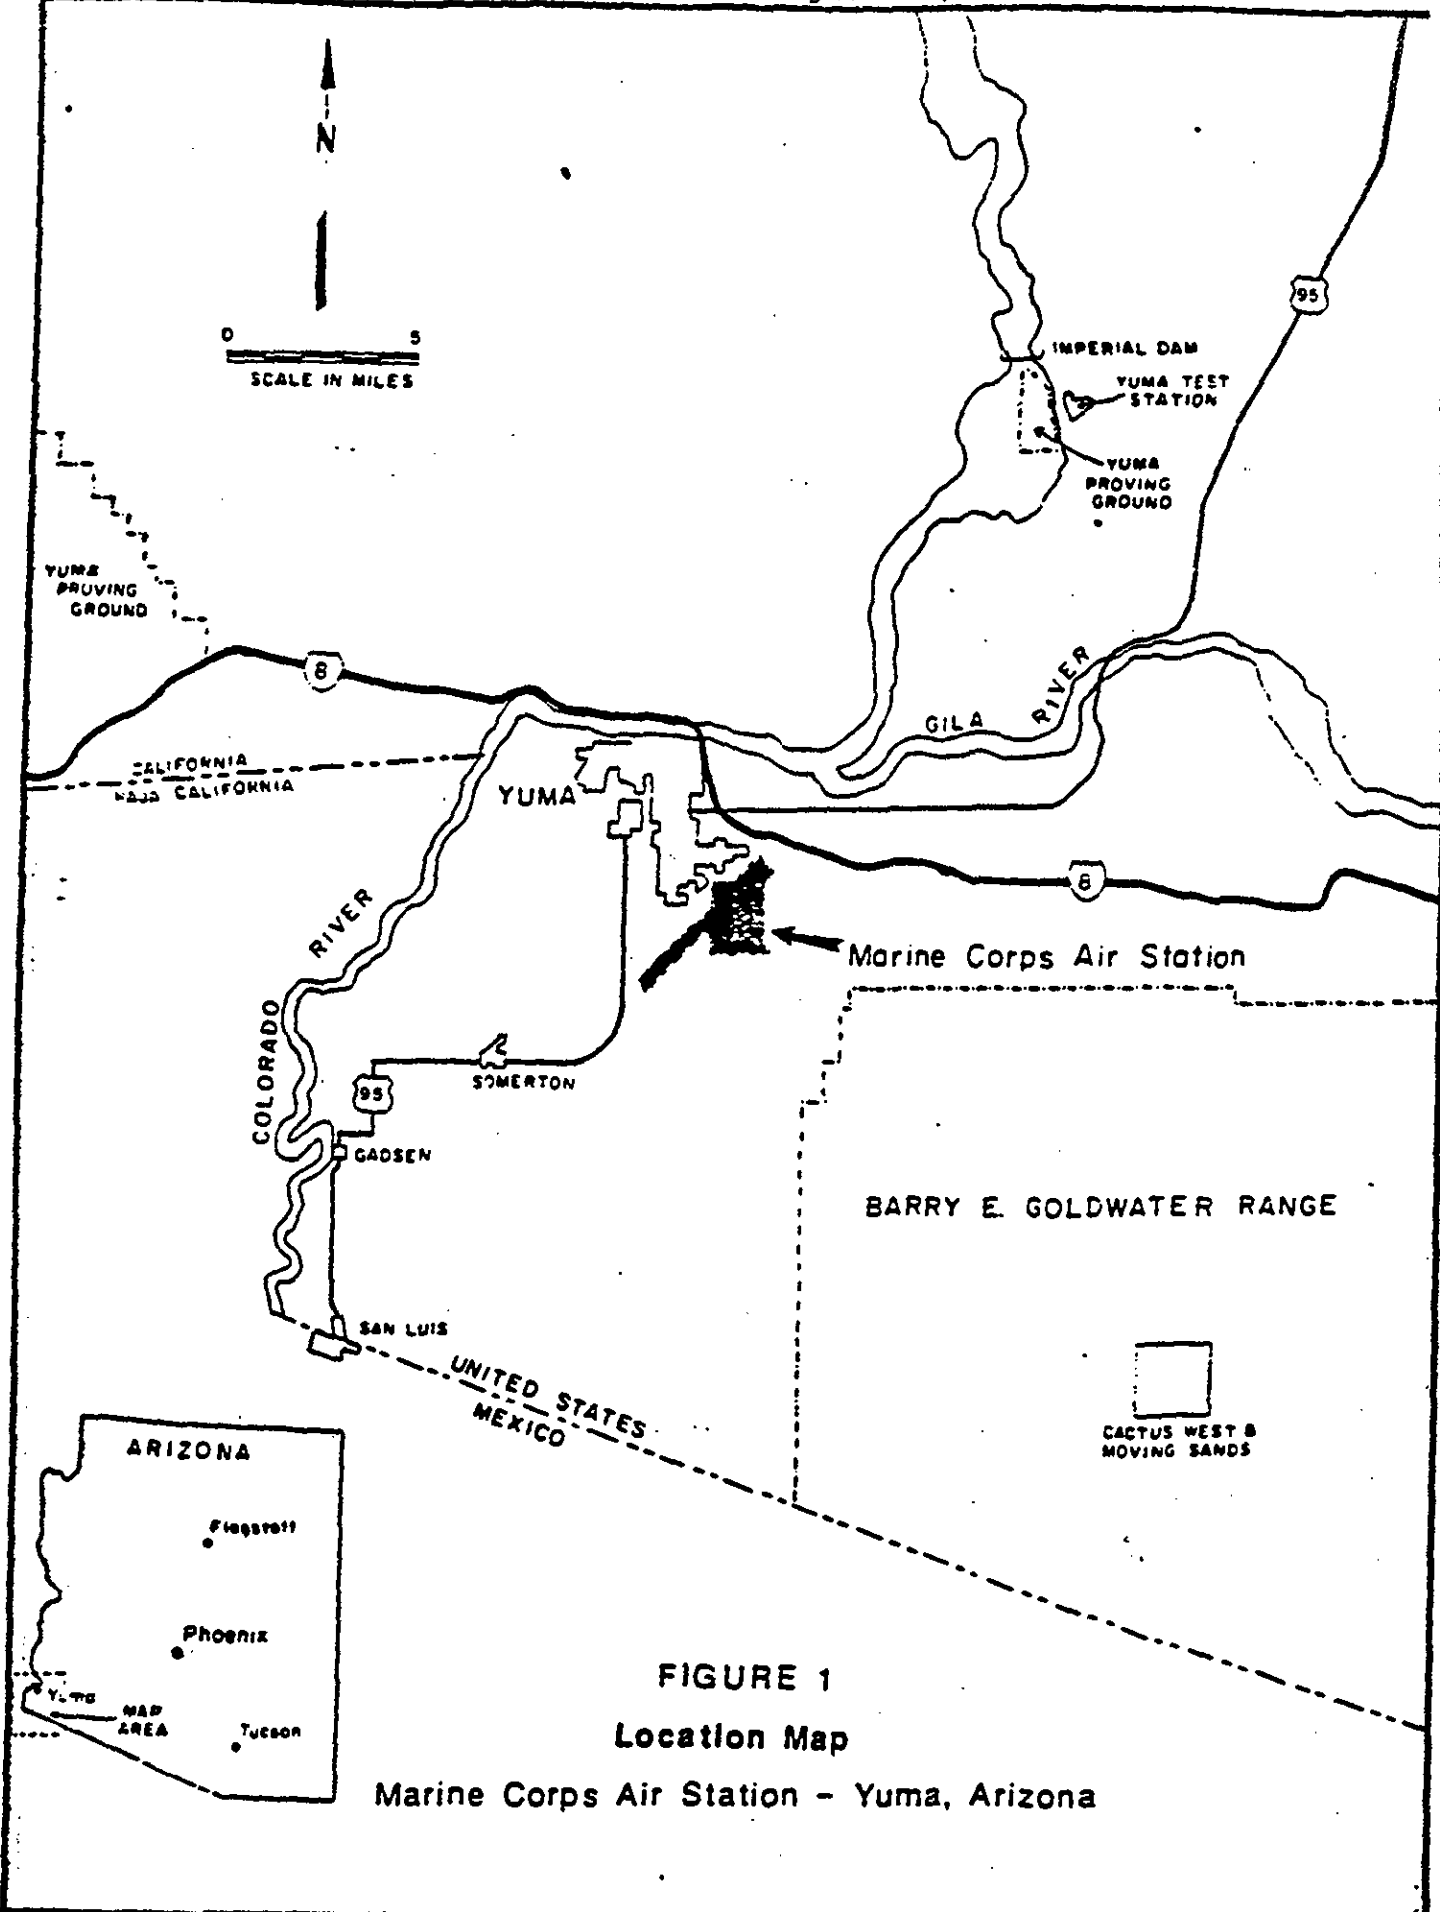 N
0 5
SCALE IN MILES
95
IMPERIAL DAM
YUMA TEST
STATION
YUMA
PROVING
GROUND
YUMA
PRUVING
GROUND
8
RIVER
GILA
CALIFORNIA
CALIFORNIA
YUMA
8
RIVER
Marine Corps Air Station
COLORADO
SOMERTON
95
GADSEN
BARRY E. GOLDWATER RANGE
SAN LUIS
UNITED STATES
MEXICO
CACTUS WEST &
MOVING SANDS
ARIZONA
Flagstaff
Phoenix
Yuma
MAP
AREA
Tucson
FIGURE 1
Location Map
Marine Corps Air Station - Yuma, Arizona